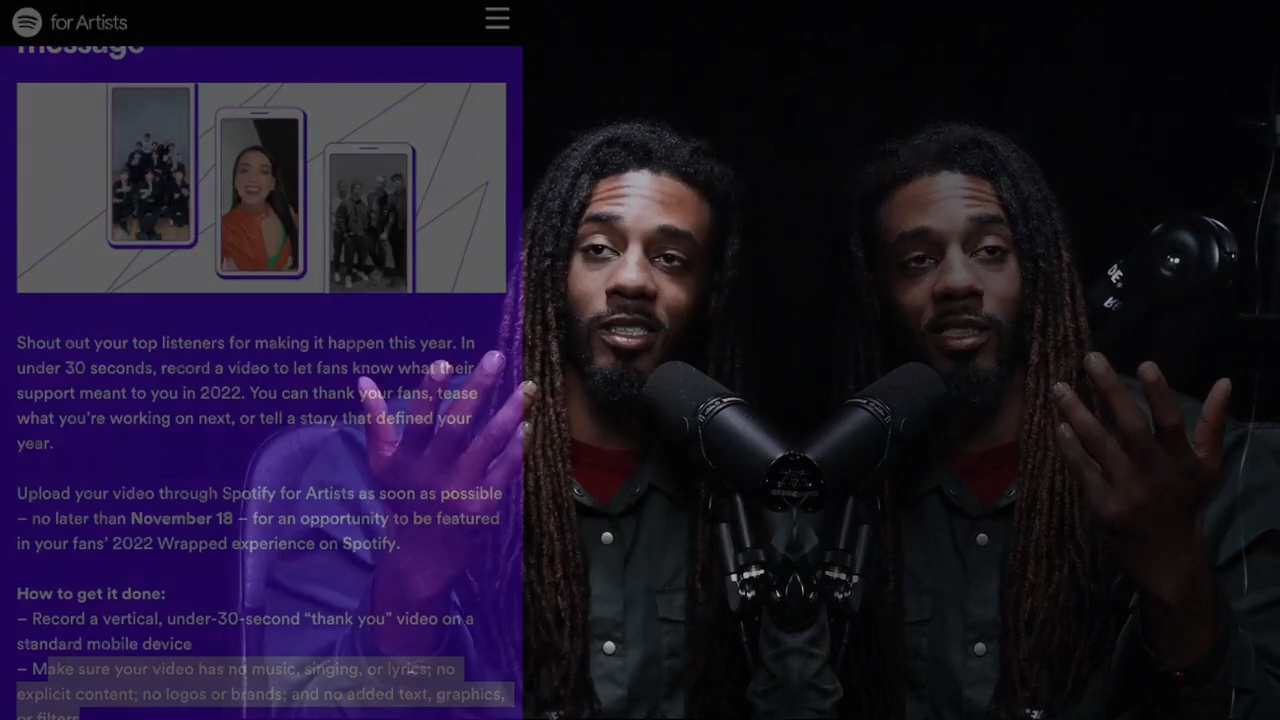 for Artists
message
Shout out your top listeners for making it happen this year. In
under 30 seconds, record a video to let fans know what their
support meant to you in 2022. You can thank your fans, tease
what you're working on next, or tell a story that defined your
year.
Upload your video through Spotify for Artists as soon as possible
– no later than November 18 – for an opportunity to be featured
in your fans' 2022 Wrapped experience on Spotify.
How to get it done:
– Record a vertical, under-30-second “thank you” video on a
standard mobile device
– Make sure your video has no music, singing, or lyrics; no
explicit content; no logos or brands; and no added text, graphics,
or filters